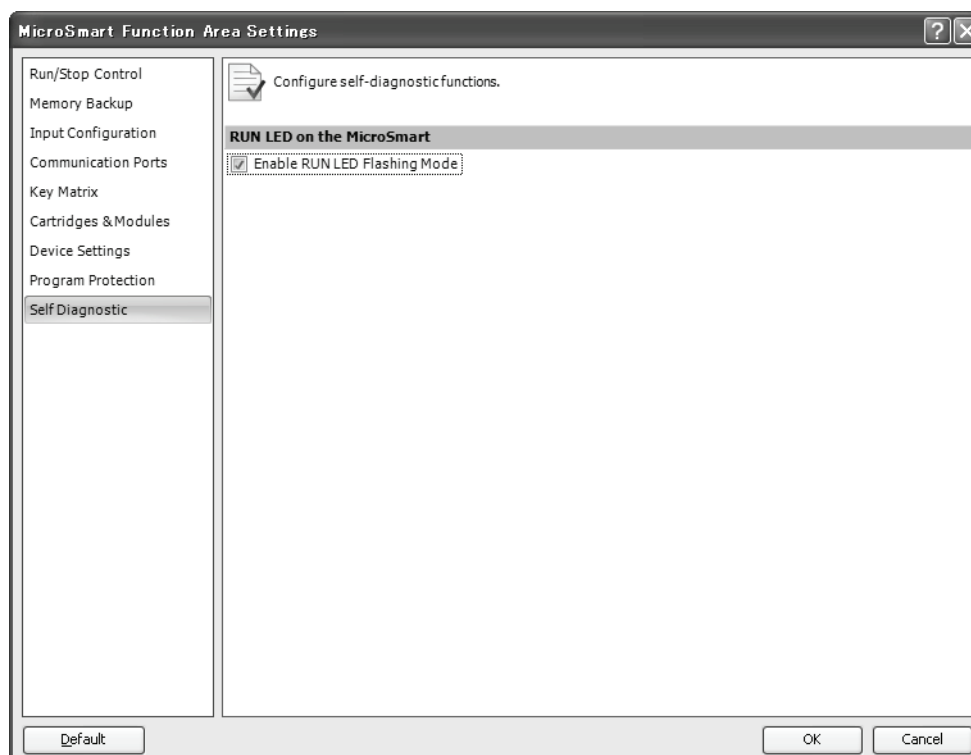 MicroSmart Function Area Settings
Run/Stop Control
Memory Backup
Input Configuration
Communication Ports
Key Matrix
Cartridges & Modules
Device Settings
Program Protection
Self Diagnostic
Configure self-diagnostic functions.
RUN LED on the MicroSmart
Enable RUN LED Flashing Mode
Default
OK
Cancel